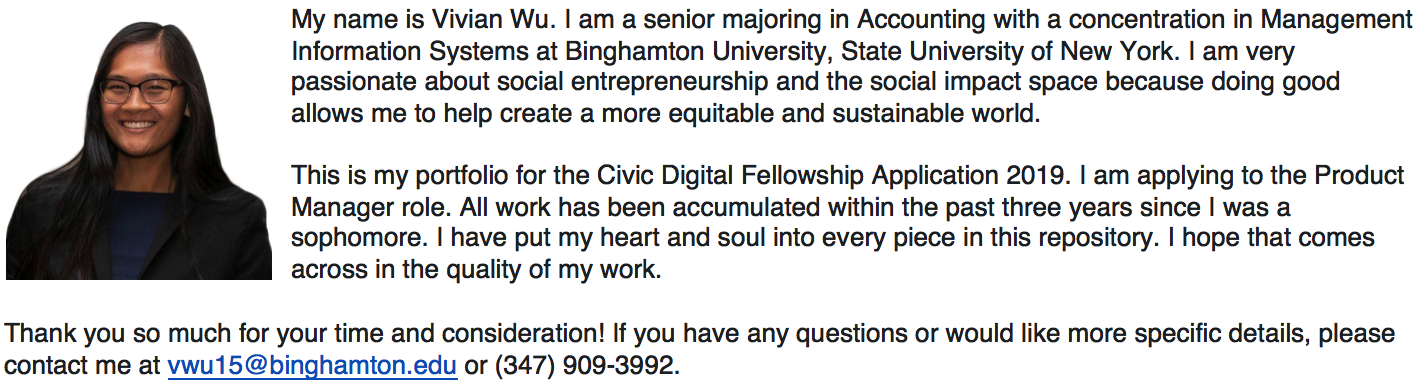 My name is Vivian Wu. I am a senior majoring in Accounting with a concentration in Management
Information Systems at Binghamton University, State University of New York. I am very
passionate about social entrepreneurship and the social impact space because doing good
allows me to help create a more equitable and sustainable world.
This is my portfolio for the Civic Digital Fellowship Application 2019. I am applying to the Product
Manager role. All work has been accumulated within the past three years since I was a
sophomore. I have put my heart and soul into every piece in this repository. I hope that comes
across in the quality of my work.
Thank you so much for your time and consideration! If you have any questions or would like more specific details, please
contact me at vwu15@binghamton.edu or (347) 909-3992.